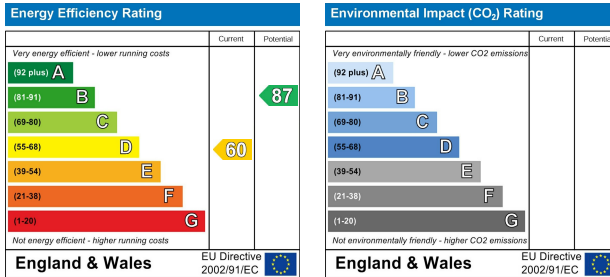 Energy Efficiency Rating
Current Potential
Very energy efficient - lower running costs
(92 plus) A
(81-91) B
87
(69-80) C
(55-68) D
60
(39-54) E
(21-38) F
(1-20) G
Not energy efficient - higher running costs
England & Wales
EU Directive
2002/91/EC
Environmental Impact (CO2) Rating
Current Potential
Very environmentally friendly - lower CO2 emissions
(92 plus) A
(81-91) B
(69-80) C
(55-68) D
(39-54) E
(21-38) F
(1-20) G
Not environmentally friendly - higher CO2 emissions
England & Wales
EU Directive
2002/91/EC